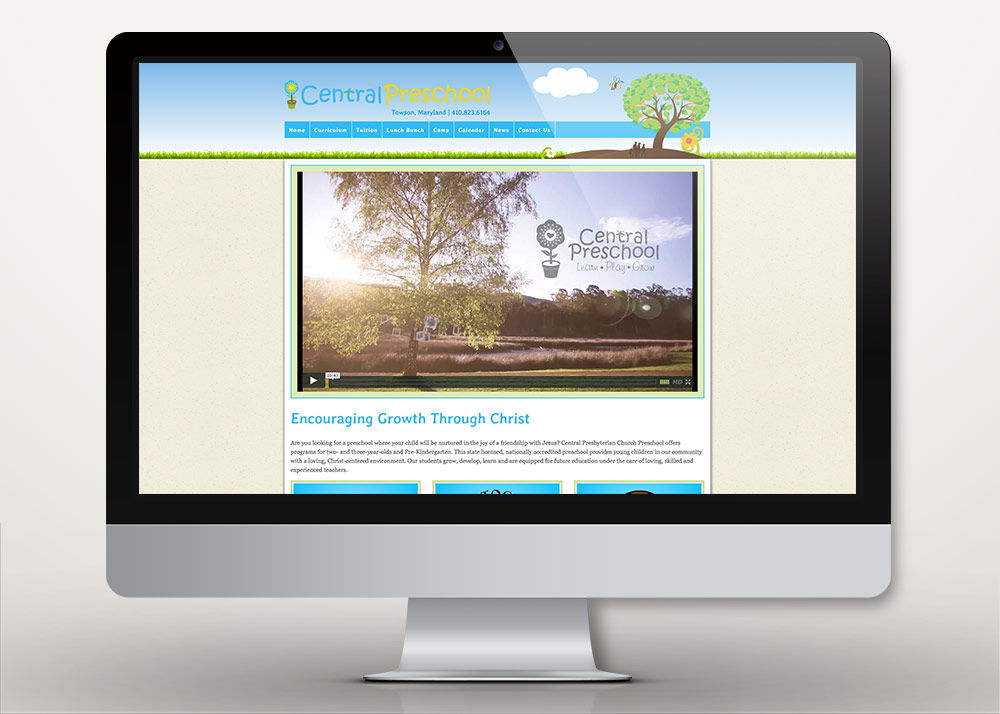 Central Preschool
Towson, Maryland | 410.823.6164
Home Curriculum Tuition Lunch Bunch Camp Calendar News Contact Us
Central
Preschool
Learn • Play • Grow
HD
Encouraging Growth Through Christ
Are you looking for a preschool where your child will be nurtured in the joy of a friendship with Jesus? Central Presbyterian Church Preschool offers
programs for two- and three-year-olds and Pre-Kindergarten. This state licensed, nationally accredited preschool provides young children in our community
with a loving, Christ-centered environment. Our students grow, develop, learn and are equipped for future education under the care of loving, skilled and
experienced teachers.